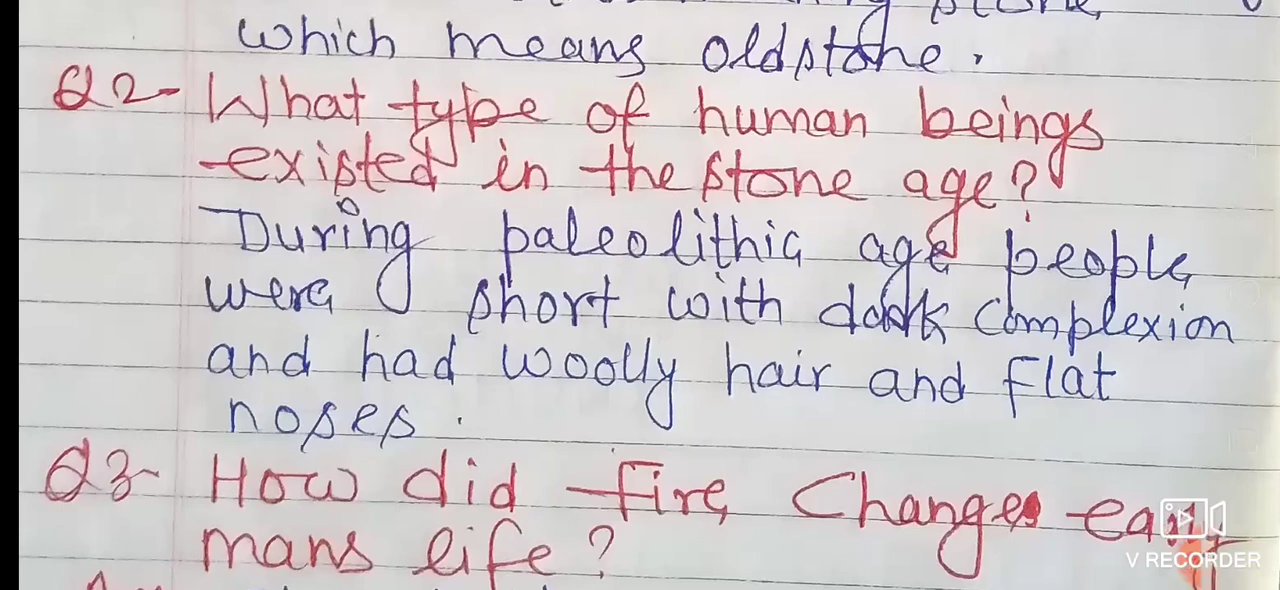 which means oldstone.
Q2- What type of human beings
existed in the stone age?
During paleolithic age people
were short with dark complexion
and had woolly hair and flat
noses.
Q3- How did fire Changes early
mans life?
V RECORDER